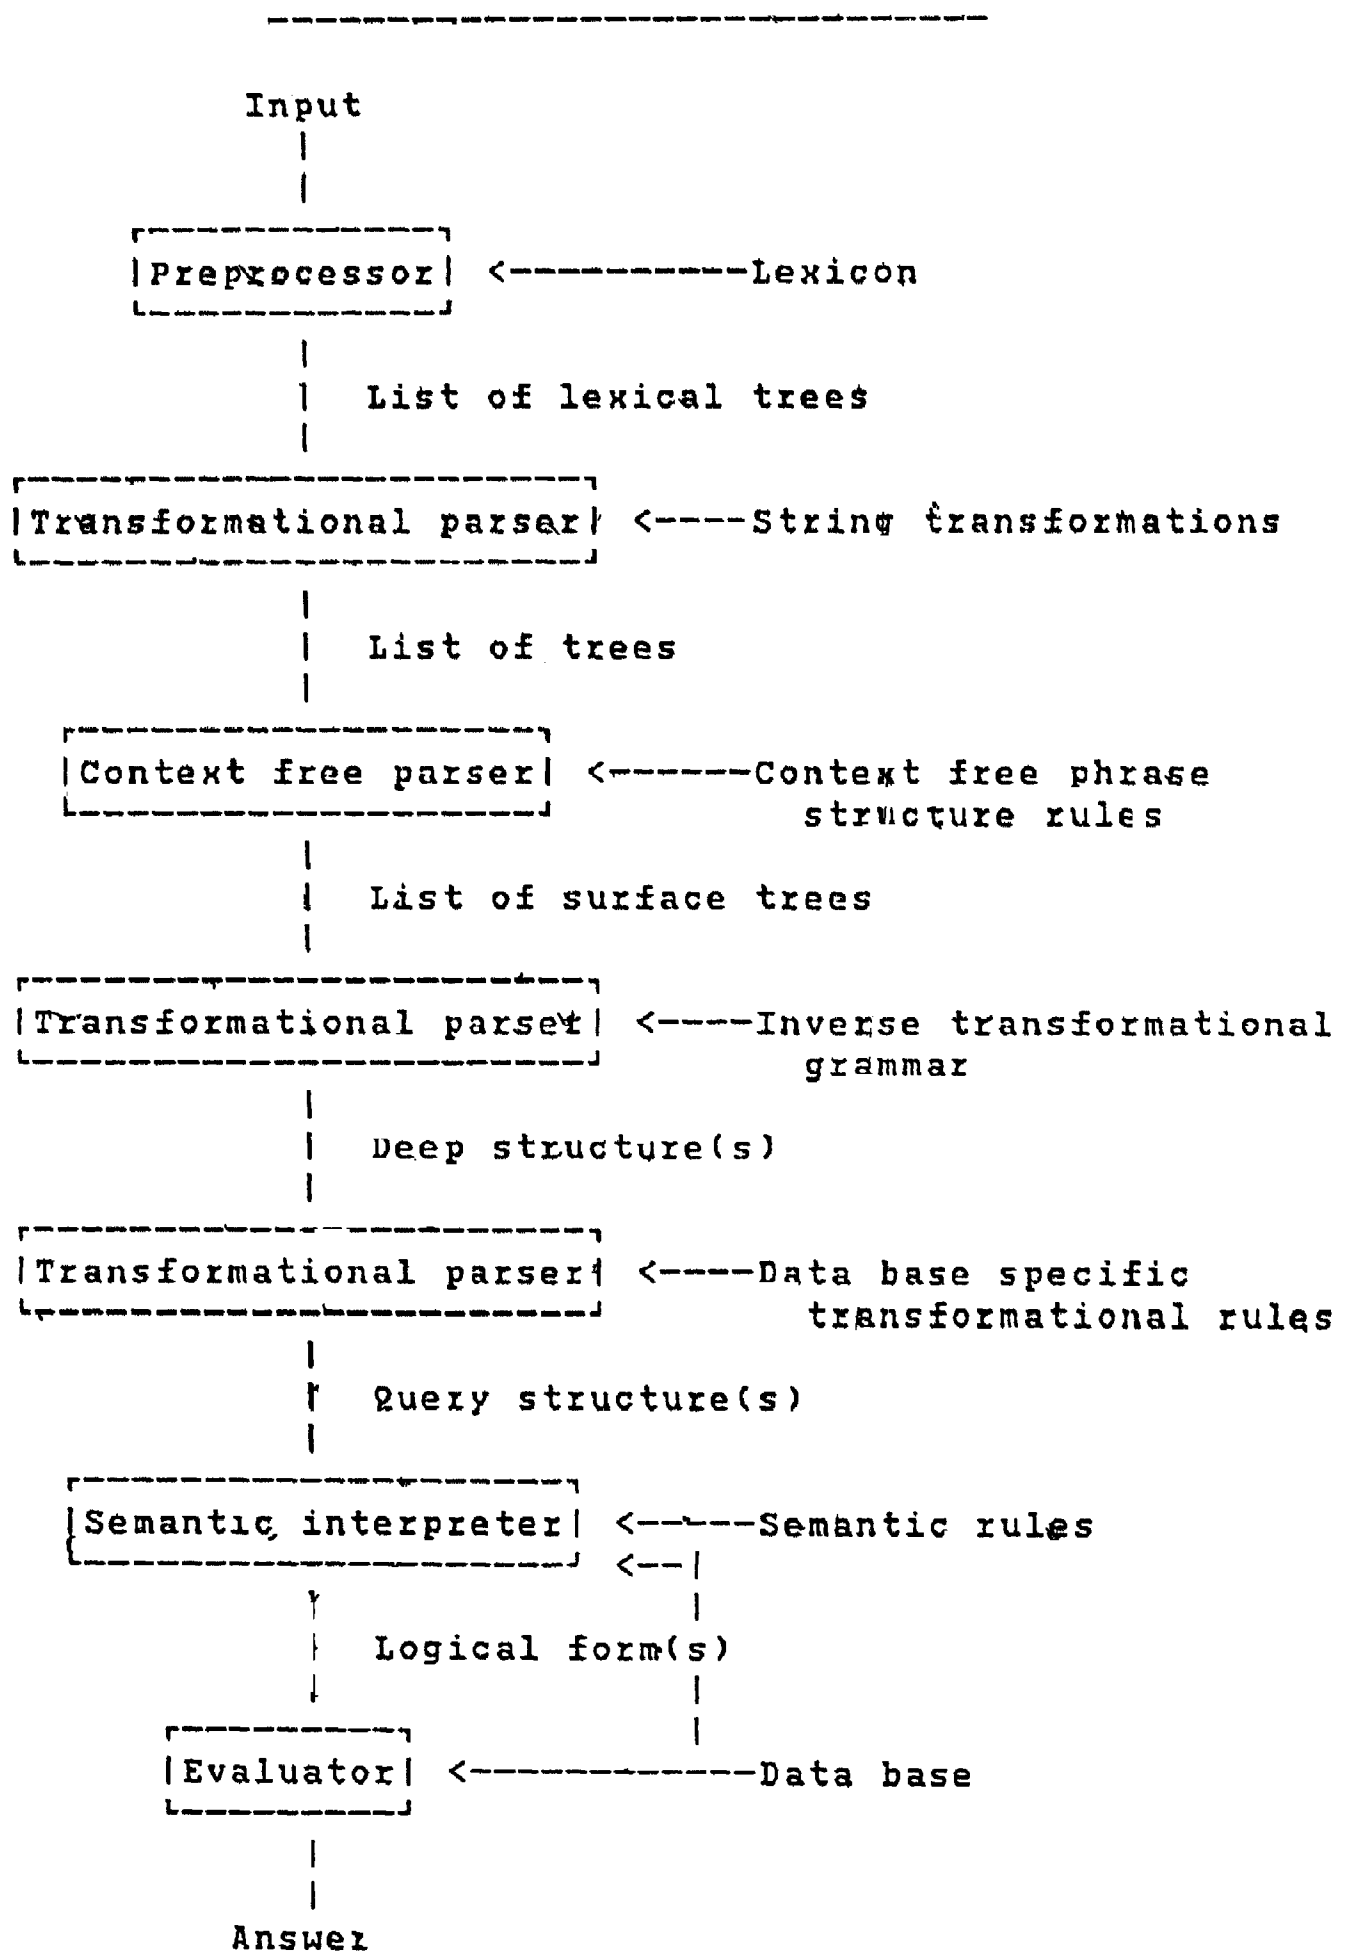 Input
Preprocessor <-----------Lexicon
List of lexical trees
Transformational parser <-----String transformations
List of trees
Context free parser <-------Context free phrase
structure rules
List of surface trees
Transformational parser <-----Inverse transformational
grammar
Deep structure(s)
Transformational parser <-----Data base specific
transformational rules
Query structure(s)
Semantic interpreter <------Semantic rules
Logical form(s)
Evaluator <-------------Data base
Answer